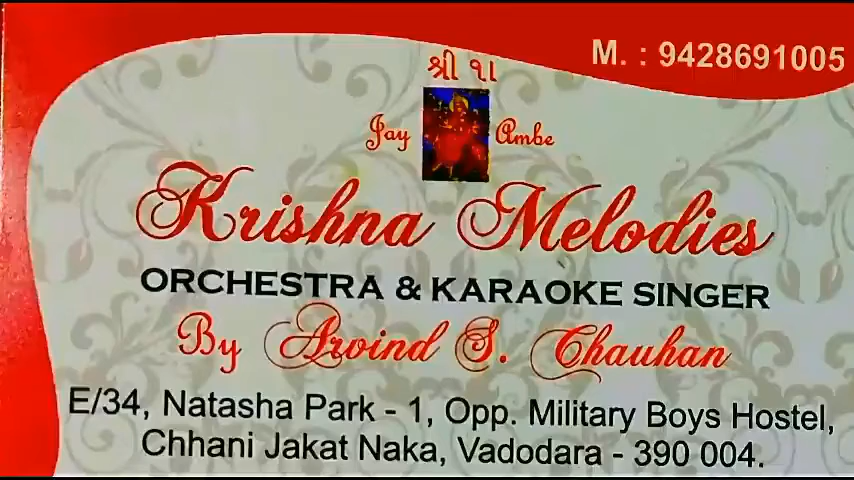 M. : 9428691005
શ્રી ૧।
Jay Ambe
Krishna Melodies
ORCHESTRA & KARAOKE SINGER
By Arvind S. Chauhan
E/34, Natasha Park - 1, Opp. Military Boys Hostel,
Chhani Jakat Naka, Vadodara - 390 004.